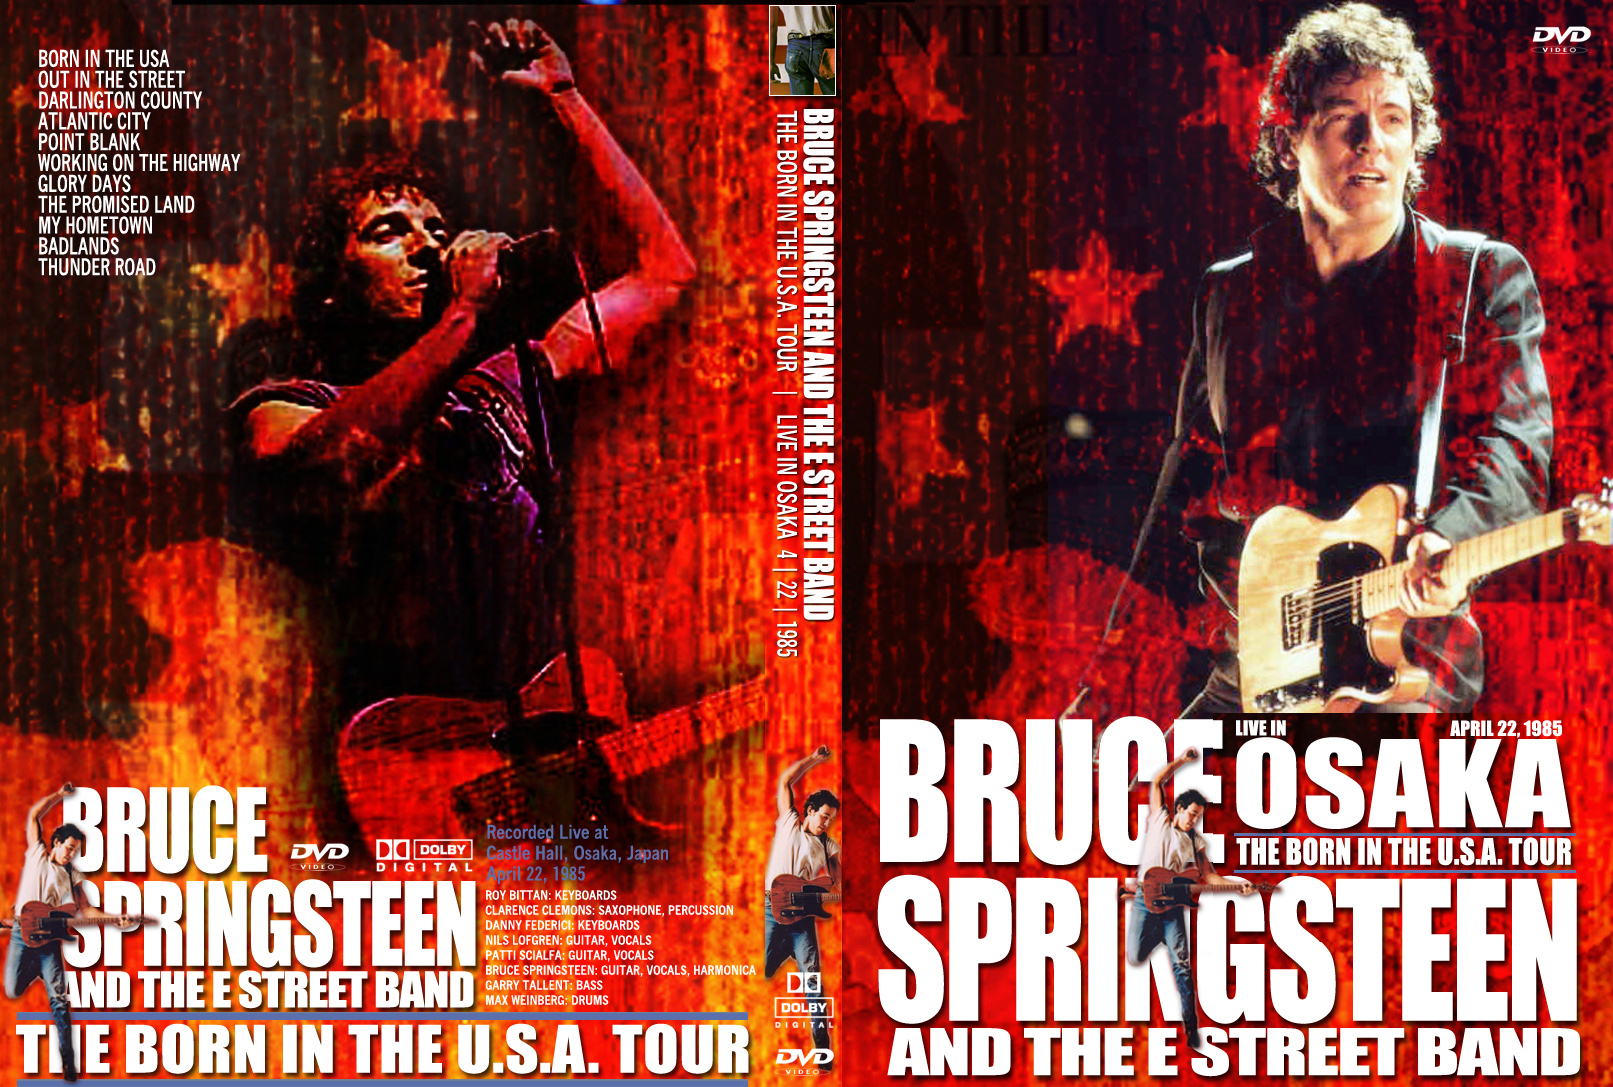 BORN IN THE USA
OUT IN THE STREET
DARLINGTON COUNTY
ATLANTIC CITY
POINT BLANK
WORKING ON THE HIGHWAY
GLORY DAYS
THE PROMISED LAND
MY HOMETOWN
BADLANDS
THUNDER ROAD
BRUCE
SPRINGSTEEN
AND THE E STREET BAND
THE BORN IN THE U.S.A. TOUR
DVD
VIDEO
DOLBY
DIGITAL
Recorded Live at
Castle Hall, Osaka, Japan
April 22, 1985
ROY BITTAN: KEYBOARDS
CLARENCE CLEMONS: SAXOPHONE, PERCUSSION
DANNY FEDERICI: KEYBOARDS
NILS LOFGREN: GUITAR, VOCALS
PATTI SCIALFA: GUITAR, VOCALS
BRUCE SPRINGSTEEN: GUITAR, VOCALS, HARMONICA
GARRY TALLENT: BASS
MAX WEINBERG: DRUMS
BRUCE SPRINGSTEEN AND THE E STREET BAND
THE BORN IN THE U.S.A. TOUR | LIVE IN OSAKA 4 | 22 | 1985
DOLBY
DIGITAL
DVD
VIDEO
DVD
VIDEO
BRUCE
LIVE IN
APRIL 22, 1985
OSAKA
THE BORN IN THE U.S.A. TOUR
SPRINGSTEEN
AND THE E STREET BAND